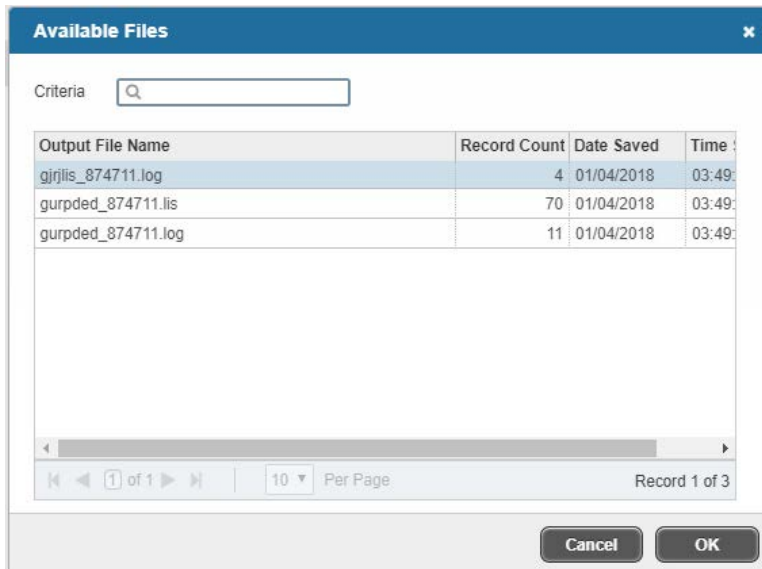 Available Files
Criteria
Output File Name Record Count Date Saved Time
gjrjlis_874711.log 4 01/04/2018 03:49:
gurpded_874711.lis 70 01/04/2018 03:49:
gurpded_874711.log 11 01/04/2018 03:49:
1 of 1 10 Per Page Record 1 of 3
Cancel OK